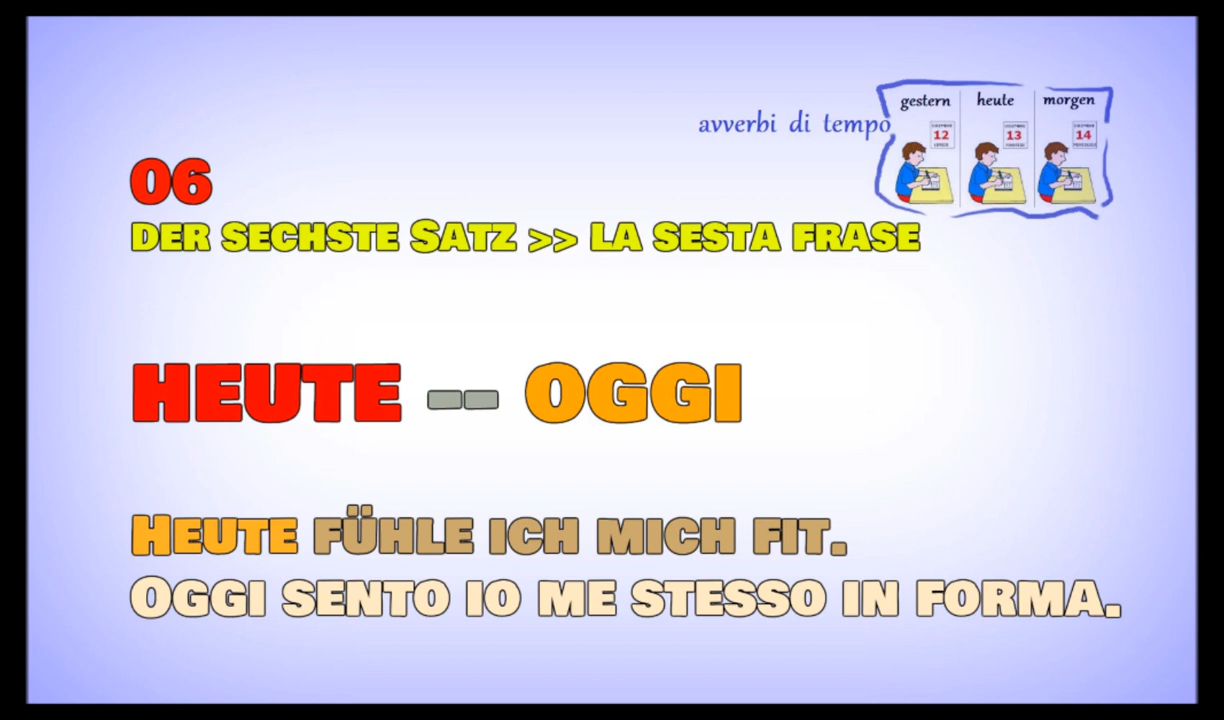 avverbi di tempo
gestern heute morgen
12 13 14
06
DER SECHSTE SATZ >> LA SESTA FRASE
HEUTE -- OGGI
HEUTE FÜHLE ICH MICH FIT.
OGGI SENTO IO ME STESSO IN FORMA.